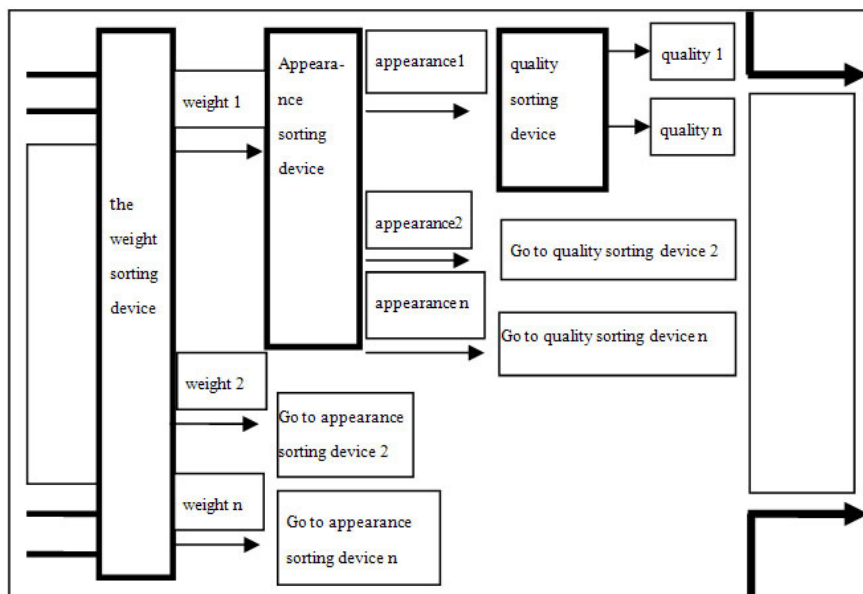 the
weight
sorting
device
weight 1
Appeara-
nce
sorting
device
appearance1
quality
sorting
device
quality 1
quality n
appearance2
Go to quality sorting device 2
appearance n
Go to quality sorting device n
weight 2
Go to appearance
sorting device 2
weight n
Go to appearance
sorting device n